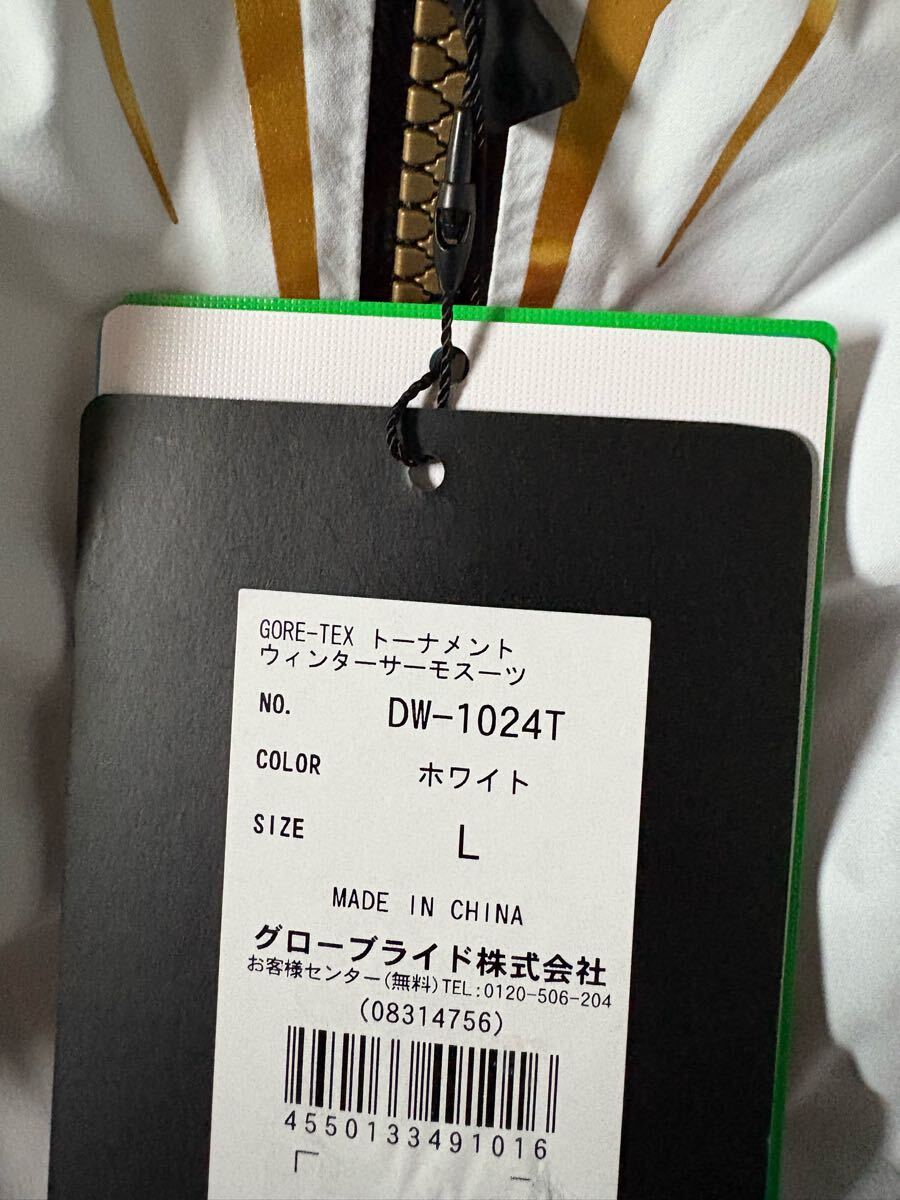 GORE-TEX トーナメント
ウィンターサーモスーツ
NO. DW-1024T
COLOR ホワイト
SIZE L
MADE IN CHINA
グローブライド株式会社
お客様センター(無料)TEL:0120-506-204
(08314756)
4550133491016